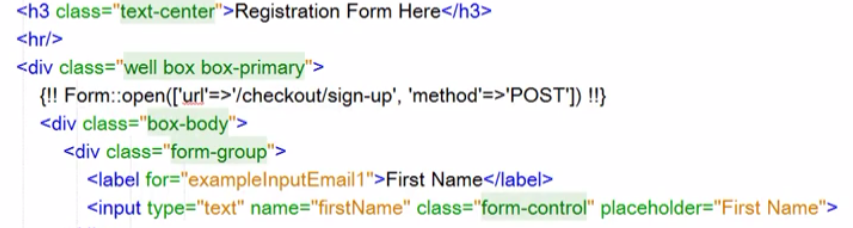 <h3 class="text-center">Registration Form Here</h3>
<hr/>
<div class="well box box-primary">
{!! Form::open(['url'=>'/checkout/sign-up', 'method'=>'POST']) !!}
<div class="box-body">
<div class="form-group">
<label for="exampleInputEmail1">First Name</label>
<input type="text" name="firstName" class="form-control" placeholder="First Name">